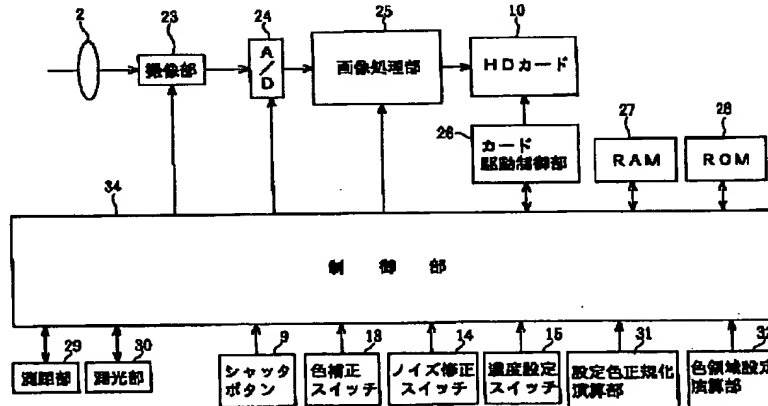 2
23
24
25
10
撮像部
A/D
画像処理部
HDカード
26
カード
駆動制御部
27
RAM
28
ROM
34
制御部
29
測距部
30
測光部
9
シャッタ
ボタン
13
色補正
スイッチ
14
ノイズ修正
スイッチ
15
濃度設定
スイッチ
31
設定色正規化
演算部
32
色領域設定
演算部